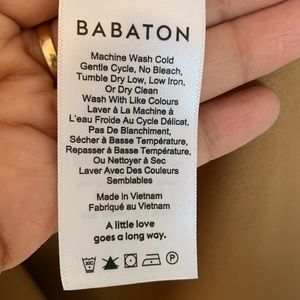 BABATON
Machine Wash Cold
Gentle Cycle, No Bleach,
Tumble Dry Low, Low Iron,
Or Dry Clean
Wash With Like Colours
Laver À La Machine À
L'eau Froide Au Cycle Délicat,
Pas De Blanchiment,
Sécher à Basse Température,
Repasser à Basse Température,
Ou Nettoyer à Sec
Laver Avec Des Couleurs
Semblables
Made in Vietnam
Fabriqué au Vietnam
A little love
goes a long way.